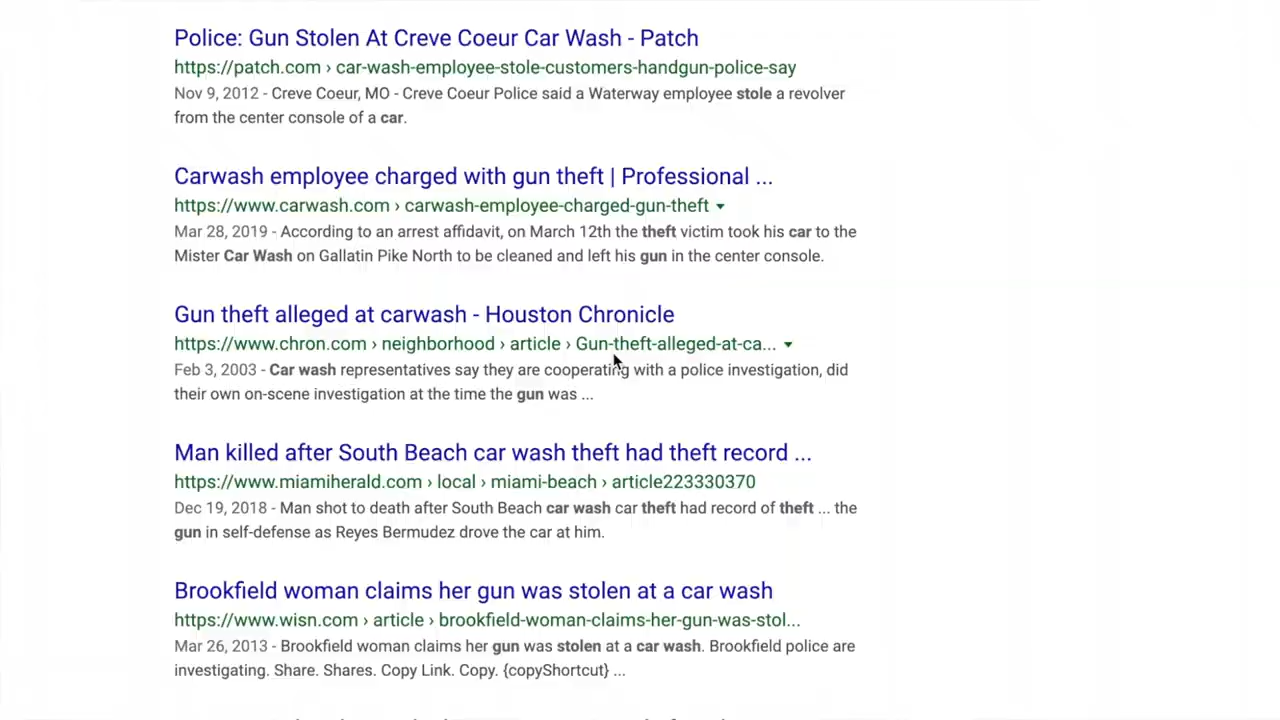 Police: Gun Stolen At Creve Coeur Car Wash - Patch
https://patch.com › car-wash-employee-stole-customers-handgun-police-say
Nov 9, 2012 - Creve Coeur, MO - Creve Coeur Police said a Waterway employee stole a revolver
from the center console of a car.
Carwash employee charged with gun theft | Professional ...
https://www.carwash.com › carwash-employee-charged-gun-theft
Mar 28, 2019 - According to an arrest affidavit, on March 12th the theft victim took his car to the
Mister Car Wash on Gallatin Pike North to be cleaned and left his gun in the center console.
Gun theft alleged at carwash - Houston Chronicle
https://www.chron.com › neighborhood › article › Gun-theft-alleged-at-ca...
Feb 3, 2003 - Car wash representatives say they are cooperating with a police investigation, did
their own on-scene investigation at the time the gun was ...
Man killed after South Beach car wash theft had theft record ...
https://www.miamiherald.com › local › miami-beach › article223330370
Dec 19, 2018 - Man shot to death after South Beach car wash car theft had record of theft ... the
gun in self-defense as Reyes Bermudez drove the car at him.
Brookfield woman claims her gun was stolen at a car wash
https://www.wisn.com › article › brookfield-woman-claims-her-gun-was-stol...
Mar 26, 2013 - Brookfield woman claims her gun was stolen at a car wash. Brookfield police are
investigating. Share. Shares. Copy Link. Copy. {copyShortcut} ...